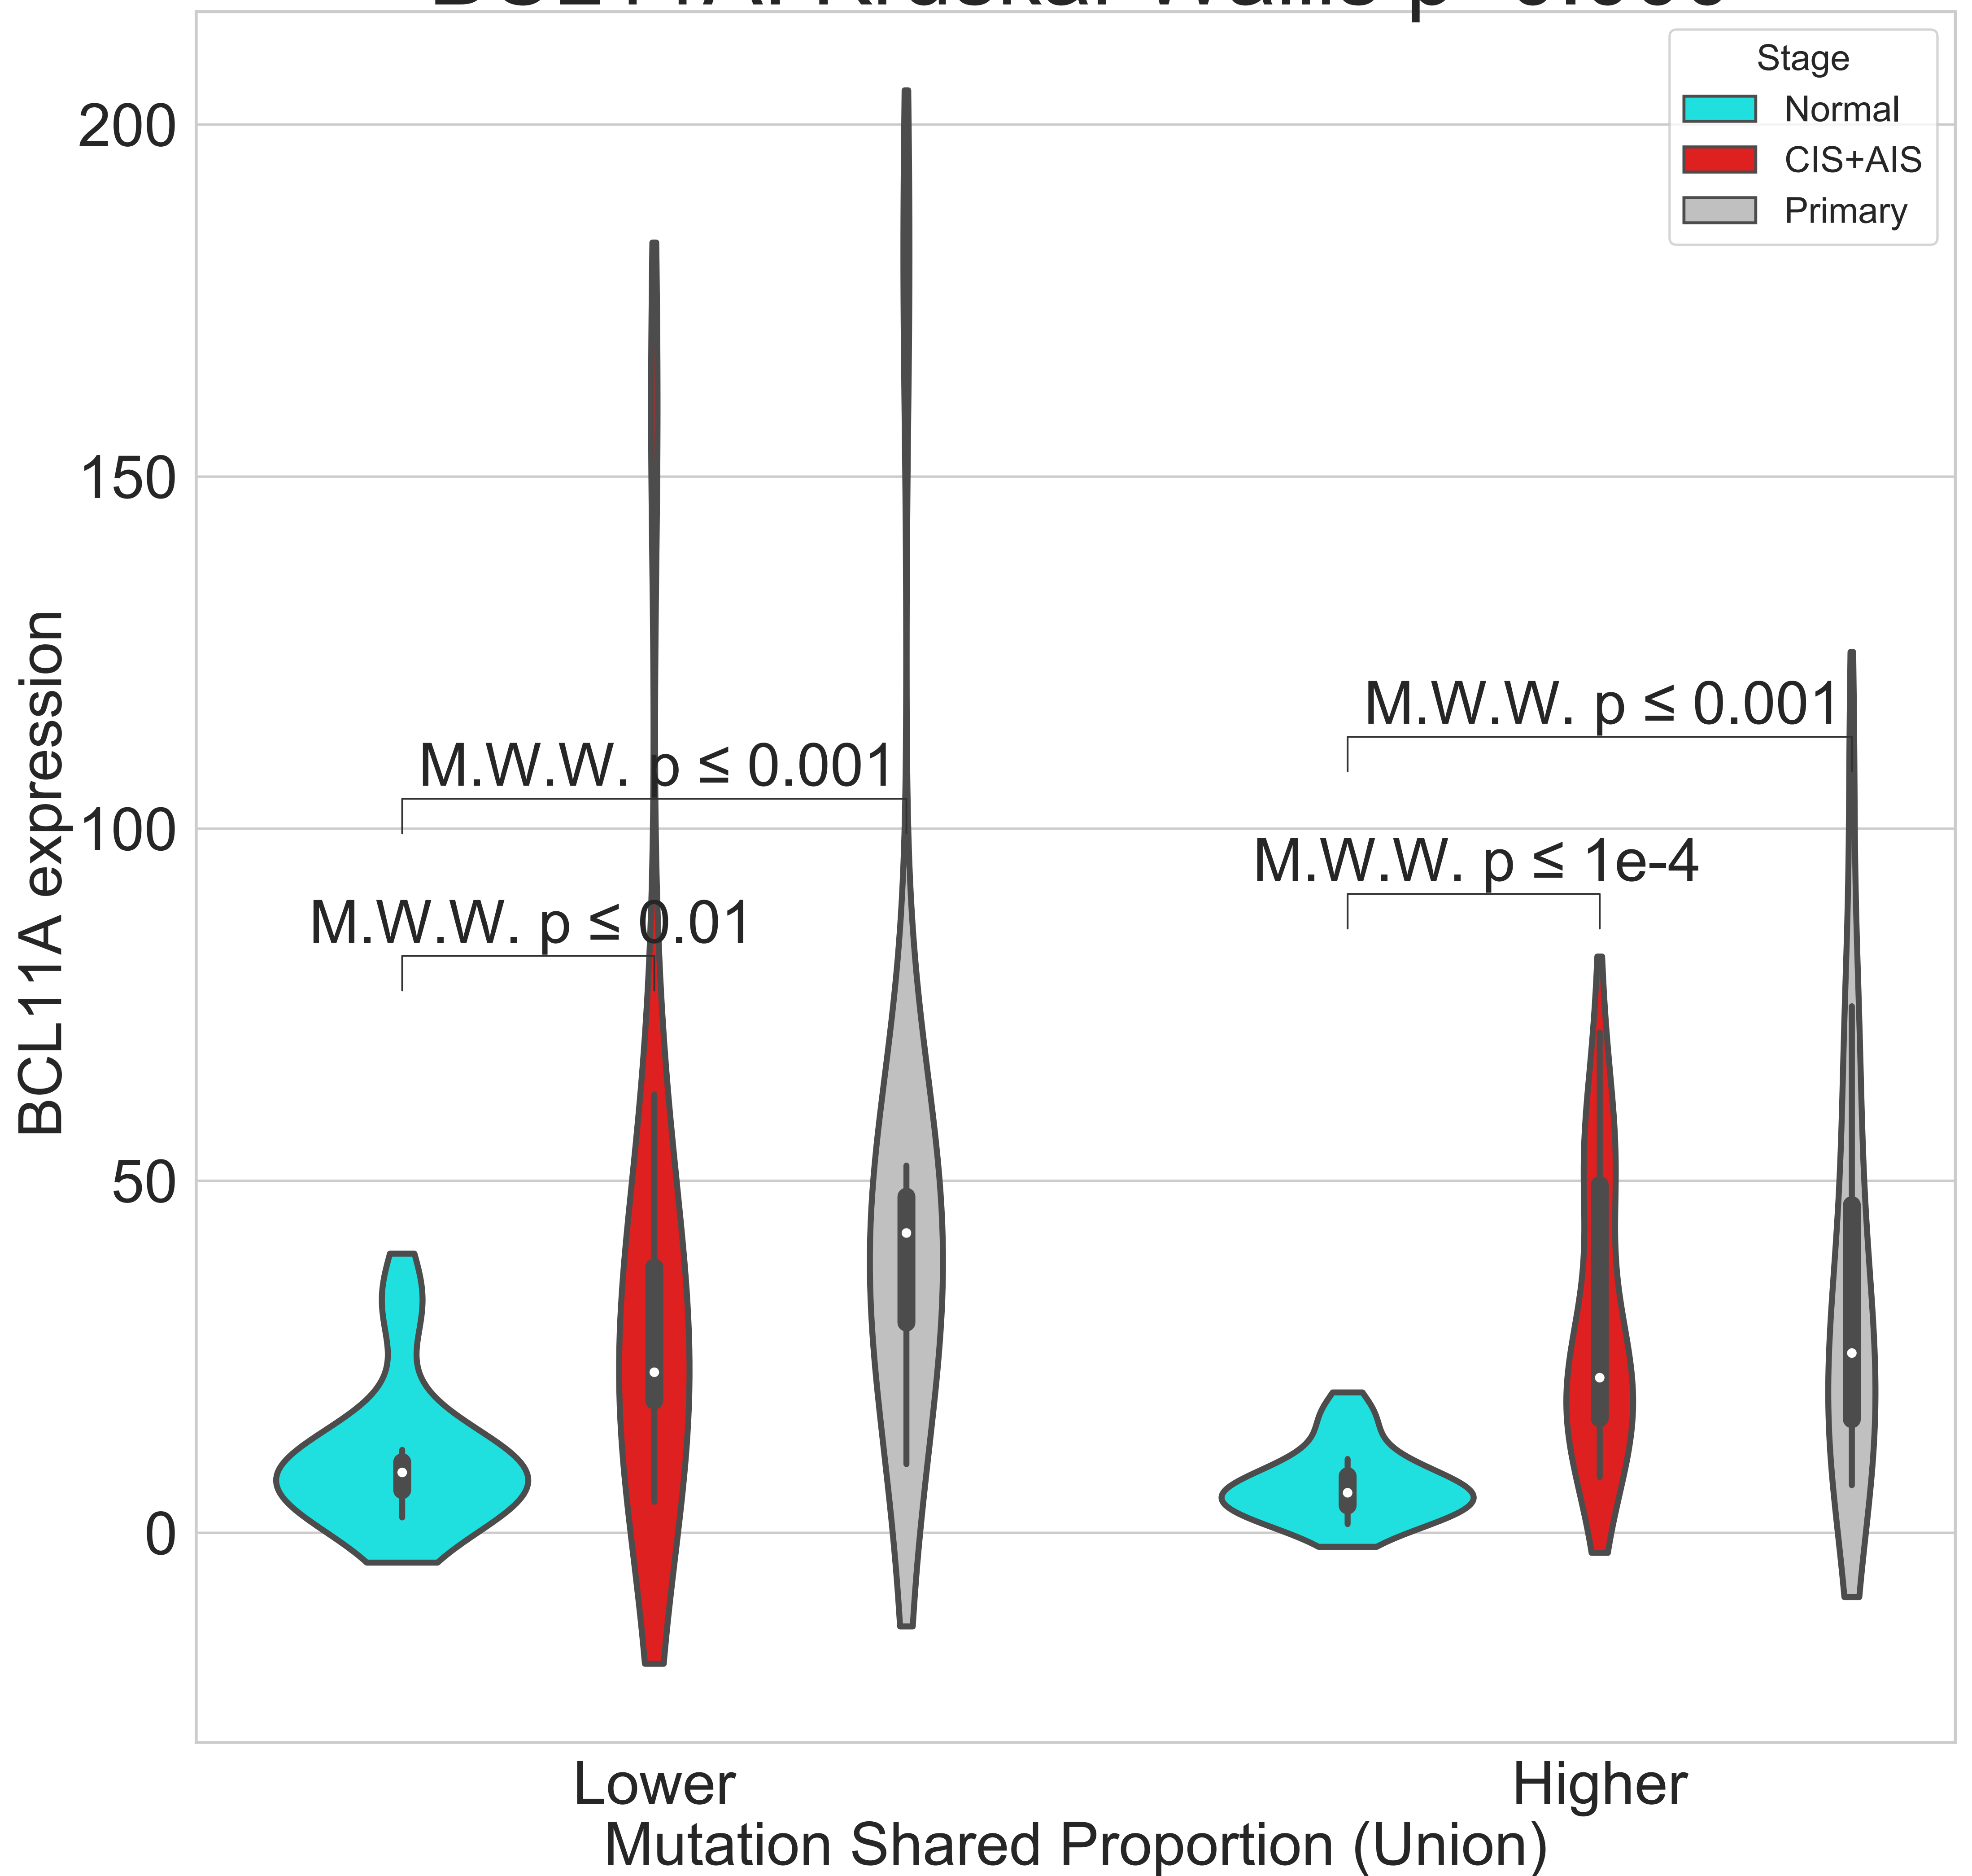 Stage
Normal
CIS+AIS
Primary
200
150
100
50
0
BCL11A expression
M.W.W. p ≤ 0.001
M.W.W. p ≤ 0.01
M.W.W. p ≤ 0.001
M.W.W. p ≤ 1e-4
Lower
Higher
Mutation Shared Proportion (Union)